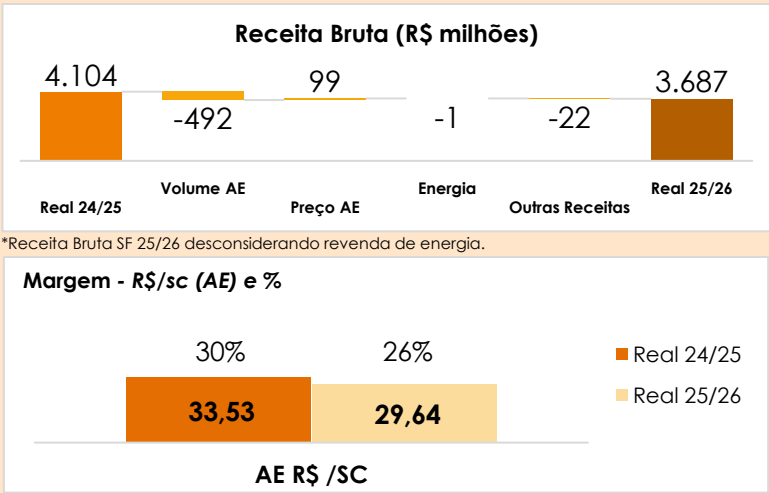 Receita Bruta (R$ milhões)
4.104
-492
99
-1
-22
3.687
Real 24/25
Volume AE
Preço AE
Energia
Outras Receitas
Real 25/26
*Receita Bruta SF 25/26 desconsiderando revenda de energia.
Margem - R$/sc (AE) e %
30%
26%
33,53
29,64
Real 24/25
Real 25/26
AE R$ /SC